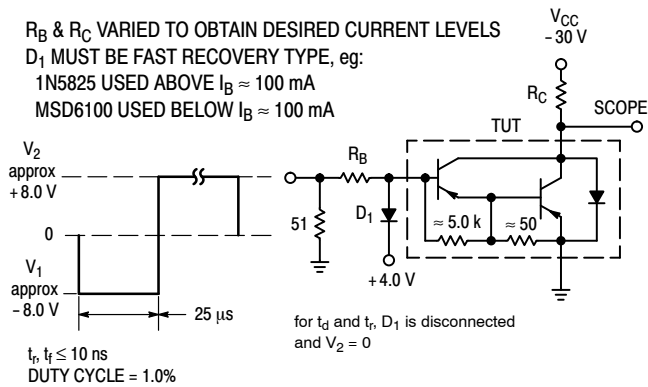 R_B & R_C VARIED TO OBTAIN DESIRED CURRENT LEVELS
D_1 MUST BE FAST RECOVERY TYPE, eg:
1N5825 USED ABOVE I_B ≈ 100 mA
MSD6100 USED BELOW I_B ≈ 100 mA
V_CC
- 30 V
R_C
SCOPE
TUT
R_B
V_2
approx
+8.0 V
0
V_1
approx
- 8.0 V
25 μs
51
D_1
≈ 5.0 k
≈ 50
+4.0 V
for t_d and t_r, D_1 is disconnected
and V_2 = 0
t_r, t_f ≤ 10 ns
DUTY CYCLE = 1.0%